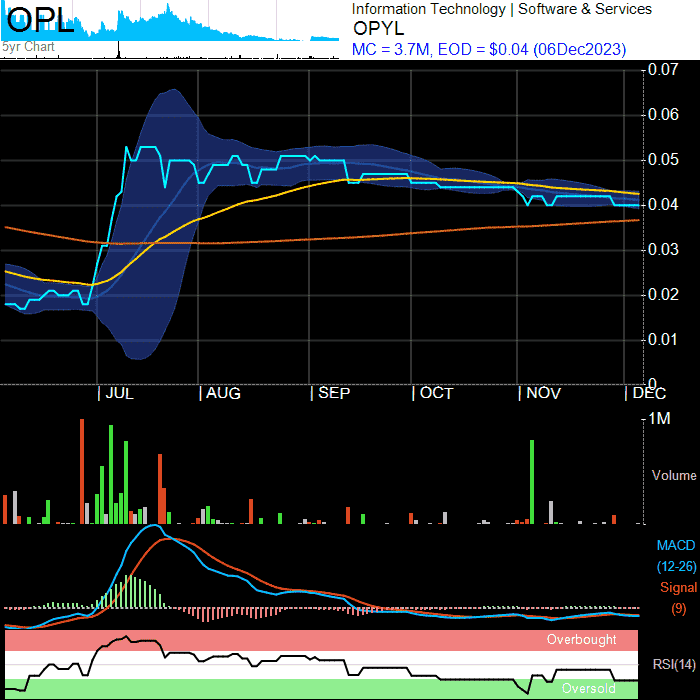 OPL
5yr Chart
Information Technology | Software & Services
OPYL
MC = 3.7M, EOD = $0.04 (06Dec2023)
0.07
0.06
0.05
0.04
0.03
0.02
0.01
0
| JUL | AUG | SEP | OCT | NOV | DEC
1M
Volume
MACD
(12-26)
Signal
(9)
Overbought
RSI(14)
Oversold